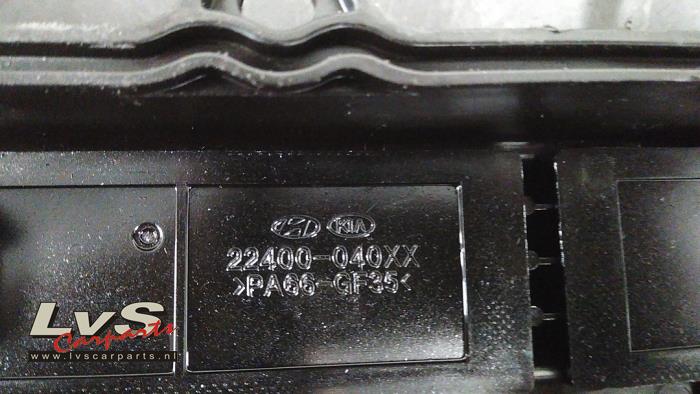 KIA
22400-040XX
>PA66-GF35<
LvS
Carparts
www.lvscarparts.nl